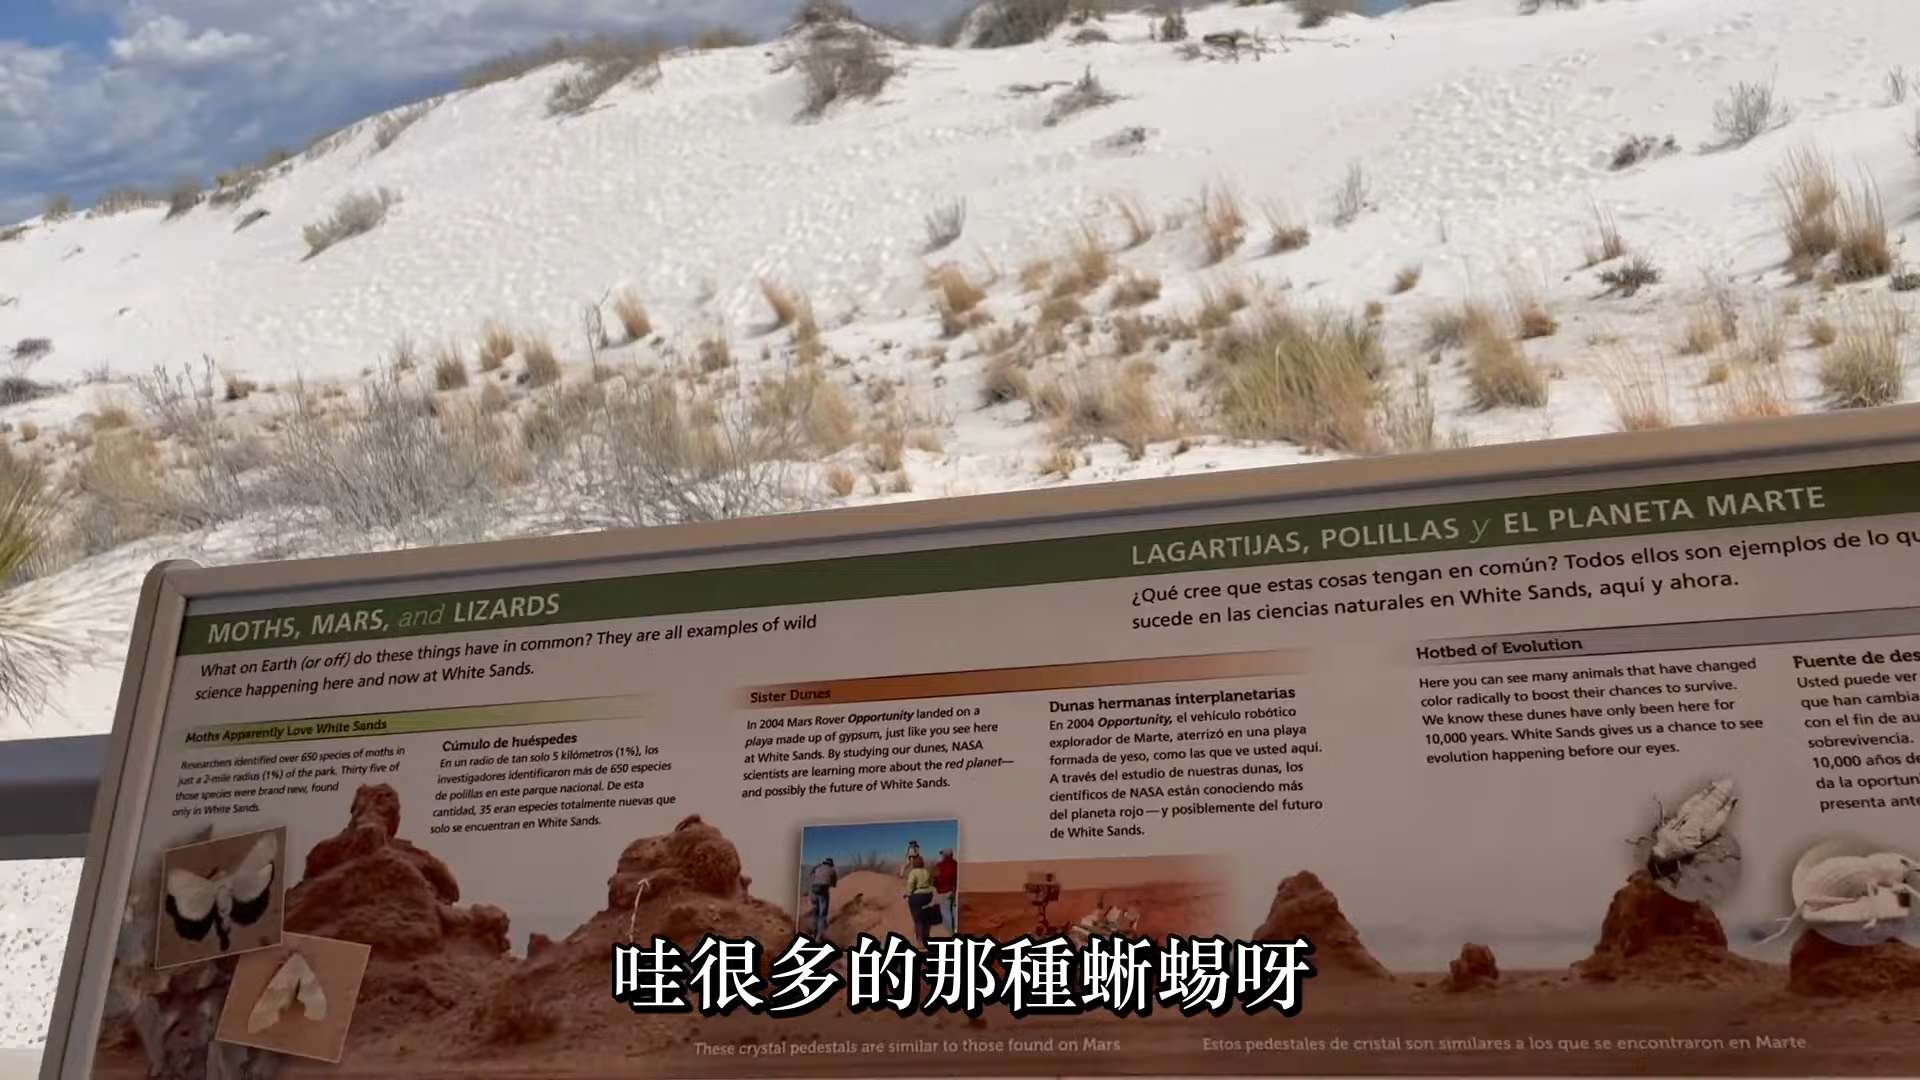 MOTHS, MARS, and LIZARDS
What on Earth (or off) do these things have in common? They are all examples of wild
science happening here and now at White Sands.
Moths Apparently Love White Sands
Researchers identified over 650 species of moths in
just a 2-mile radius (1%) of the park. Thirty five of
those species were brand new, found
only in White Sands.
Cúmulo de huéspedes
En un radio de tan solo 5 kilómetros (1%), los
investigadores identificaron más de 650 especies
de polillas en este parque nacional. De esta
cantidad, 35 eran especies totalmente nuevas que
solo se encuentran en White Sands.
Sister Dunes
In 2004 Mars Rover Opportunity landed on a
playa made up of gypsum, just like you see here
at White Sands. By studying our dunes, NASA
scientists are learning more about the red planet—
and possibly the future of White Sands.
LAGARTIJAS, POLILLAS y EL PLANETA MARTE
¿Qué cree que estas cosas tengan en común? Todos ellos son ejemplos de lo qu
sucede en las ciencias naturales en White Sands, aquí y ahora.
Dunas hermanas interplanetarias
En 2004 Opportunity, el vehículo robótico
explorador de Marte, aterrizó en una playa
formada de yeso, como las que ve usted aquí.
A través del estudio de nuestras dunas, los
científicos de NASA están conociendo más
del planeta rojo—y posiblemente del futuro
de White Sands.
Hotbed of Evolution
Here you can see many animals that have changed
color radically to boost their chances to survive.
We know these dunes have only been here for
10,000 years. White Sands gives us a chance to see
evolution happening before our eyes.
Fuente de des
Usted puede ver
que han cambia
con el fin de au
sobrevivencia.
10,000 años de
da la oportun
presenta ante
哇很多的那種蜥蜴呀
These crystal pedestals are similar to those found on Mars
Estos pedestales de cristal son similares a los que se encontraron en Marte